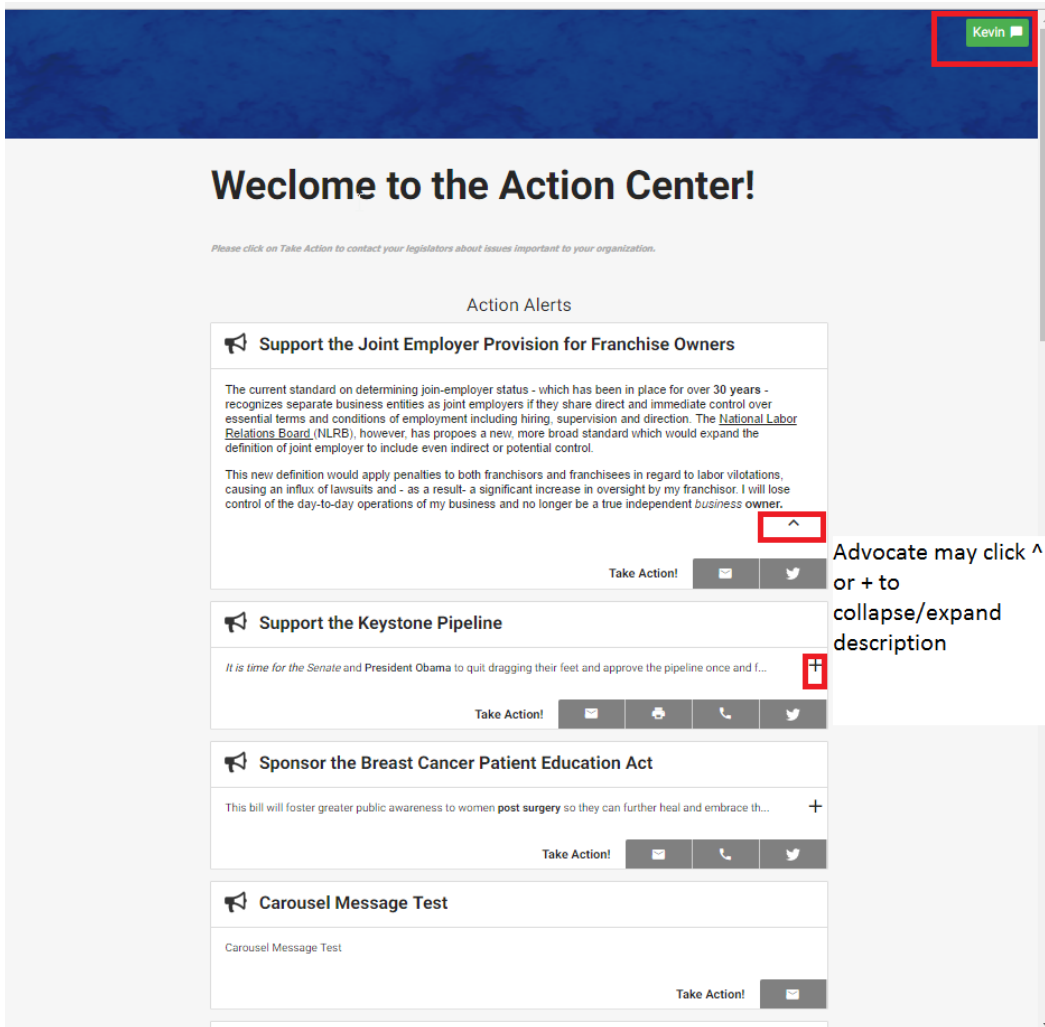 Kevin
Weclome to the Action Center!
Please click on Take Action to contact your legislators about issues important to your organization.
Action Alerts
Support the Joint Employer Provision for Franchise Owners
The current standard on determining join-employer status - which has been in place for over 30 years -
recognizes separate business entities as joint employers if they share direct and immediate control over
essential terms and conditions of employment including hiring, supervision and direction. The National Labor
Relations Board (NLRB), however, has propoes a new, more broad standard which would expand the
definition of joint employer to include even indirect or potential control.
This new definition would apply penalties to both franchisors and franchisees in regard to labor vilotations,
causing an influx of lawsuits and - as a result- a significant increase in oversight by my franchisor. I will lose
control of the day-to-day operations of my business and no longer be a true independent business owner.
^
Advocate may click ^
or + to
collapse/expand
description
Take Action!
Support the Keystone Pipeline
It is time for the Senate and President Obama to quit dragging their feet and approve the pipeline once and f... +
Take Action!
Sponsor the Breast Cancer Patient Education Act
This bill will foster greater public awareness to women post surgery so they can further heal and embrace th... +
Take Action!
Carousel Message Test
Carousel Message Test
Take Action!